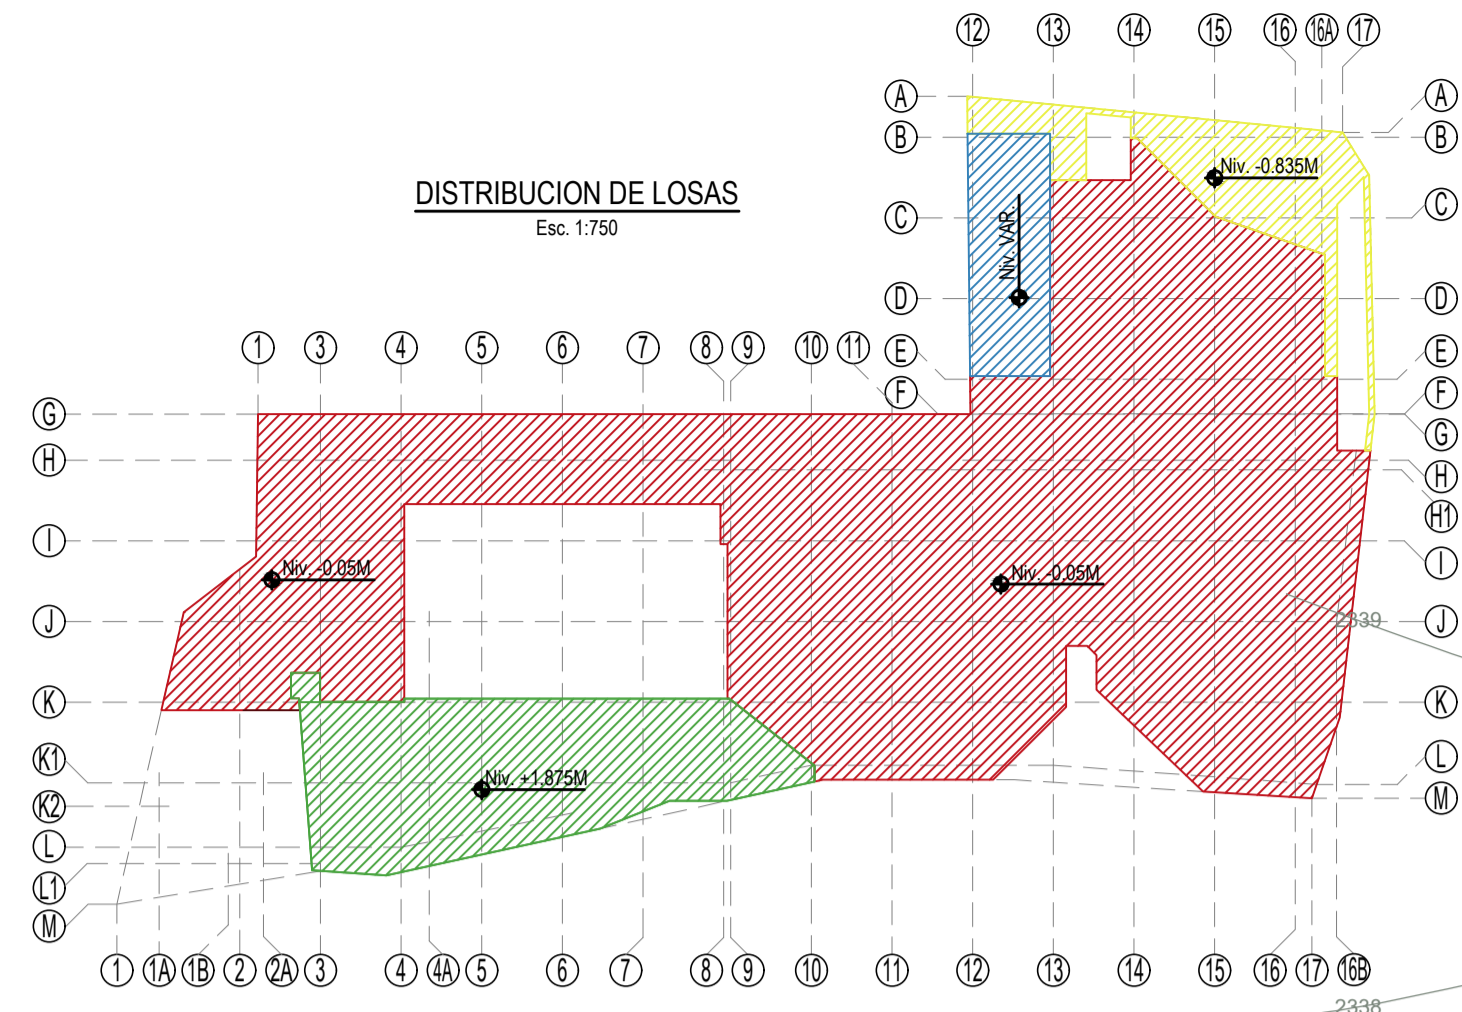 12 13 14 15 16 16A 17
A A
B B
DISTRIBUCION DE LOSAS
Esc. 1:750
Niv. -0.835M
C C
Niv. VAR.
D D
1 3 4 5 6 7 8 9 10 11 E E
F F
G G
H H
H1
I I
Niv. -0.05M
Niv. -0.05M
J 2339 J
K K
K1 L
Niv. +1.875M
K2 M
L
L1
M
1 1A 1B 2 2A 3 4 4A 5 6 7 8 9 10 11 12 13 14 15 16 17 16B
2338